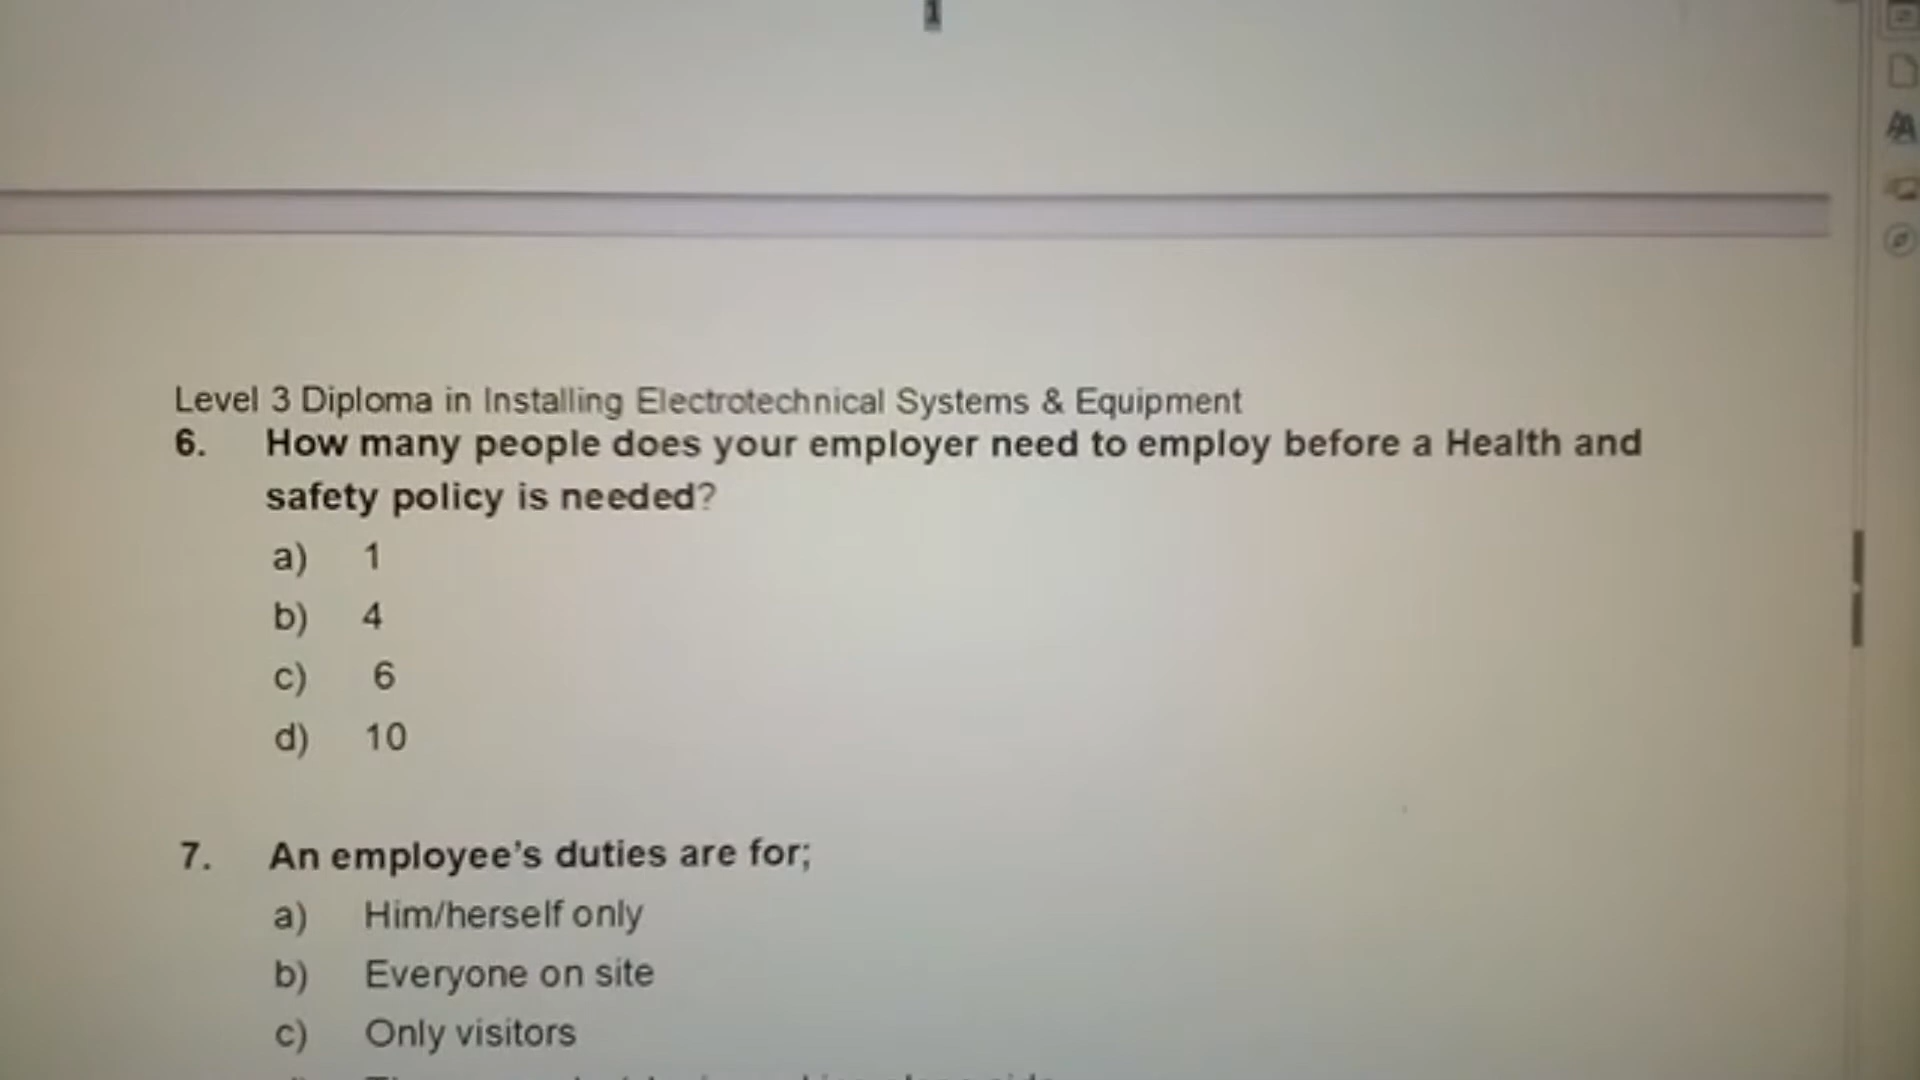 1
Level 3 Diploma in Installing Electrotechnical Systems & Equipment
6. How many people does your employer need to employ before a Health and
safety policy is needed?
a) 1
b) 4
c) 6
d) 10
7. An employee's duties are for;
a) Him/herself only
b) Everyone on site
c) Only visitors